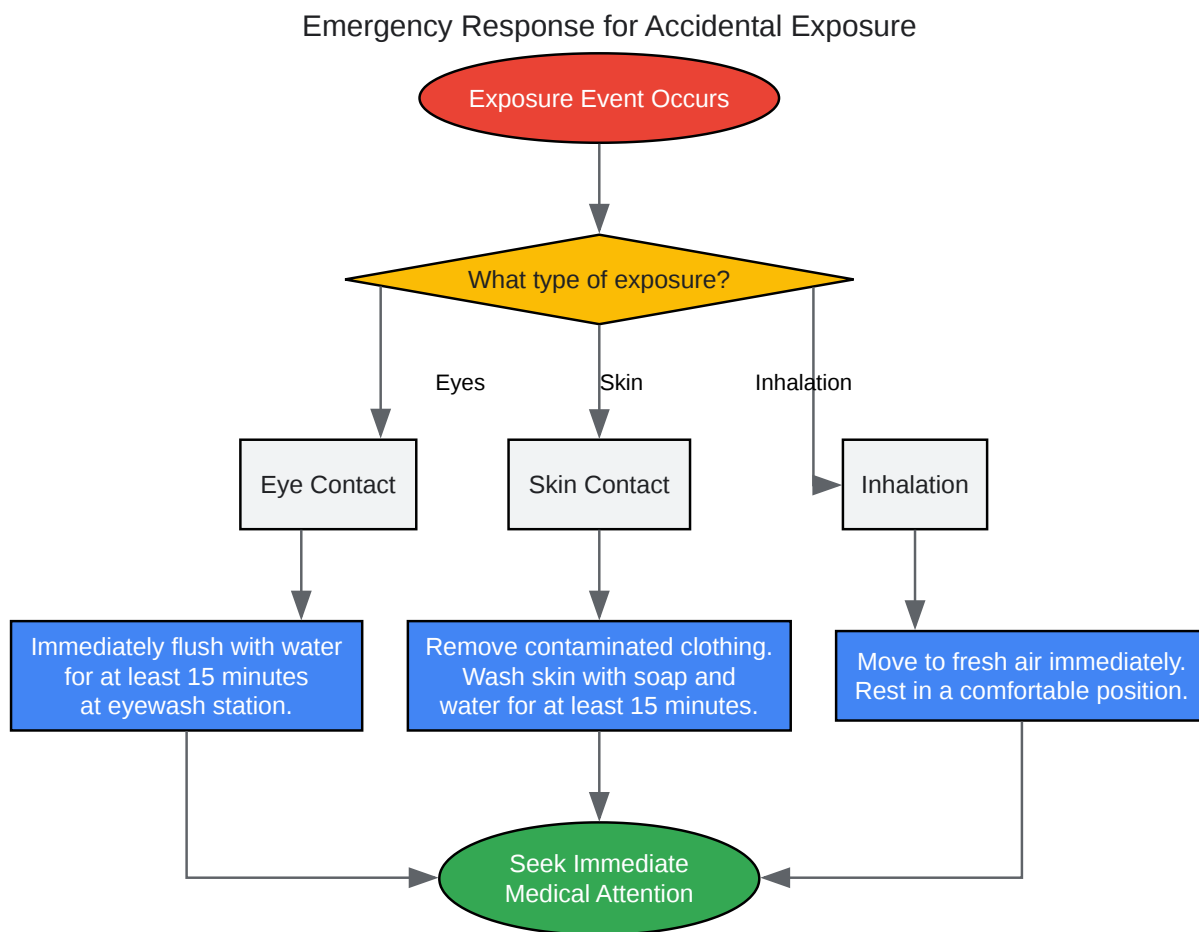 Emergency Response for Accidental Exposure
Exposure Event Occurs
What type of exposure?
Eyes
Skin
Inhalation
Eye Contact
Skin Contact
Inhalation
Immediately flush with water
for at least 15 minutes
at eyewash station.
Remove contaminated clothing.
Wash skin with soap and
water for at least 15 minutes.
Move to fresh air immediately.
Rest in a comfortable position.
Seek Immediate
Medical Attention